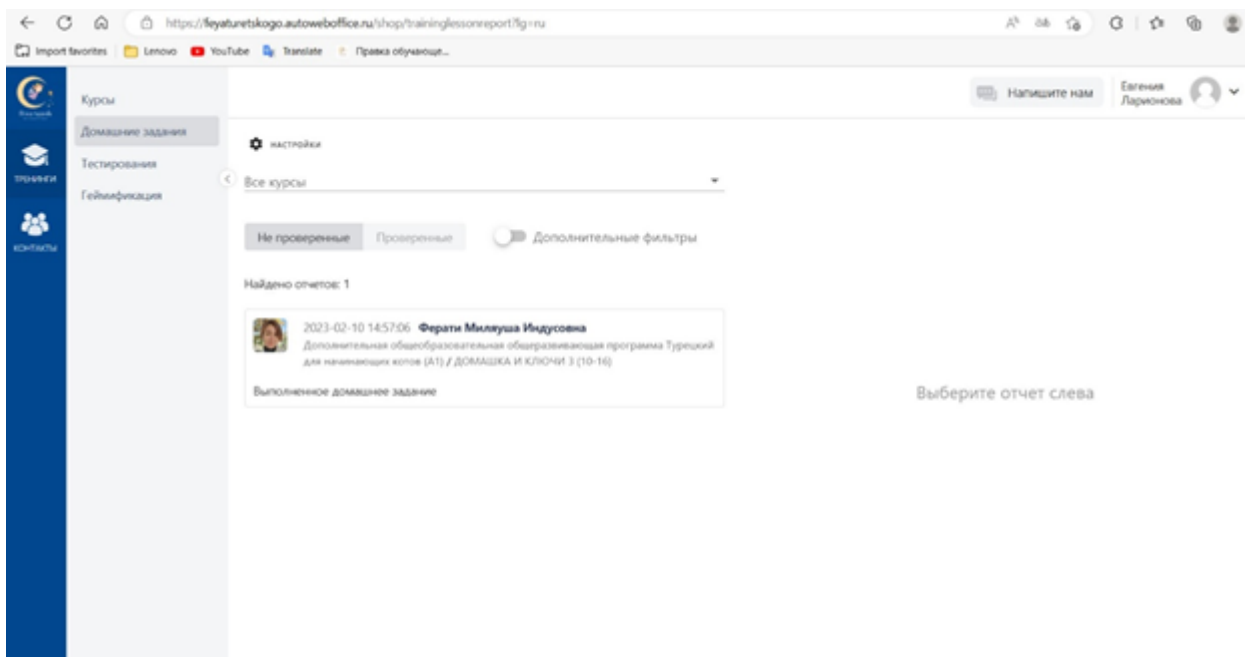 https://feyaturetskogo.autoweboffice.ru/shop/traininglessonreport?lg=ru
Import favorites Lenovo YouTube Translate Правка обучающе...
Напишите нам
Евгения
Ларионова
Курсы
Домашние задания
Тестирования
Геймификация
ТРЕНИНГИ
КОНТАКТЫ
НАСТРОЙКИ
Все курсы
Не проверенные Проверенные Дополнительные фильтры
Найдено отчетов: 1
2023-02-10 14:57:06 Ферати Миляуша Индусовна
Дополнительная общеобразовательная общеразвивающая программа Турецкий
для начинающих котов (А1) / ДОМАШКА И КЛЮЧИ 3 (10-16)
Выполненное домашнее задание
Выберите отчет слева